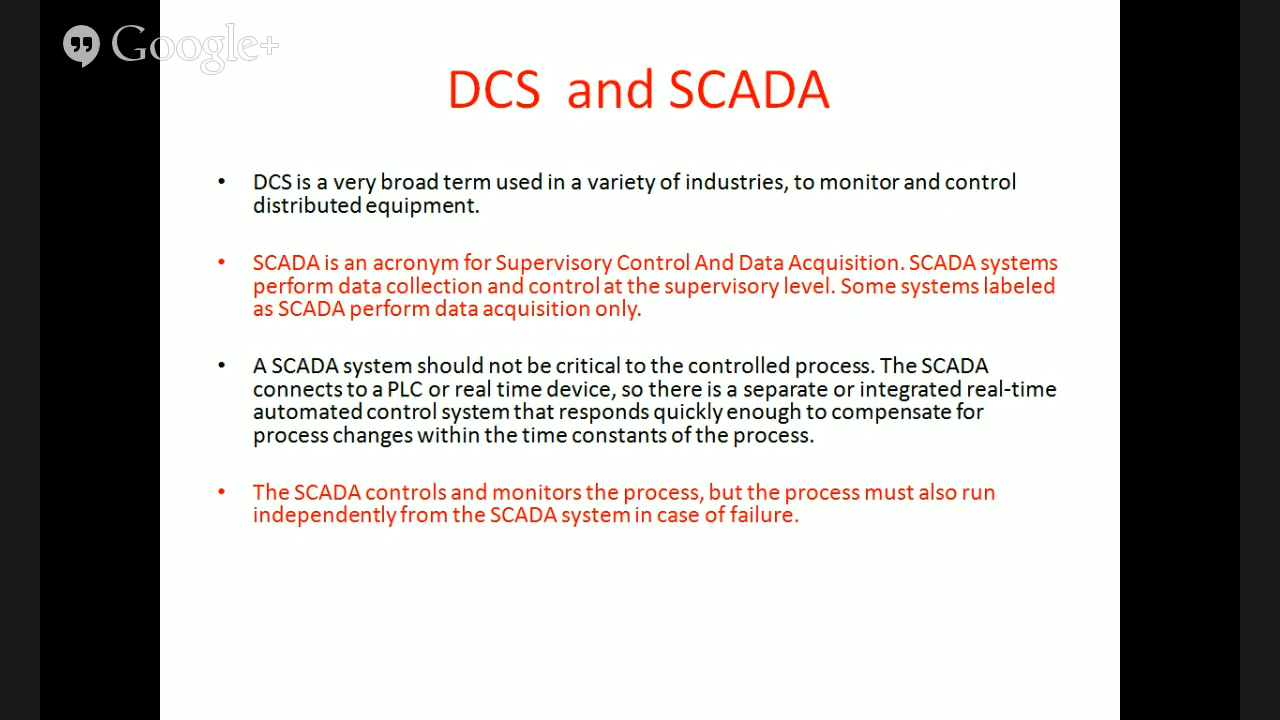 Google+
DCS and SCADA
• DCS is a very broad term used in a variety of industries, to monitor and control
distributed equipment.
• SCADA is an acronym for Supervisory Control And Data Acquisition. SCADA systems
perform data collection and control at the supervisory level. Some systems labeled
as SCADA perform data acquisition only.
• A SCADA system should not be critical to the controlled process. The SCADA
connects to a PLC or real time device, so there is a separate or integrated real-time
automated control system that responds quickly enough to compensate for
process changes within the time constants of the process.
• The SCADA controls and monitors the process, but the process must also run
independently from the SCADA system in case of failure.